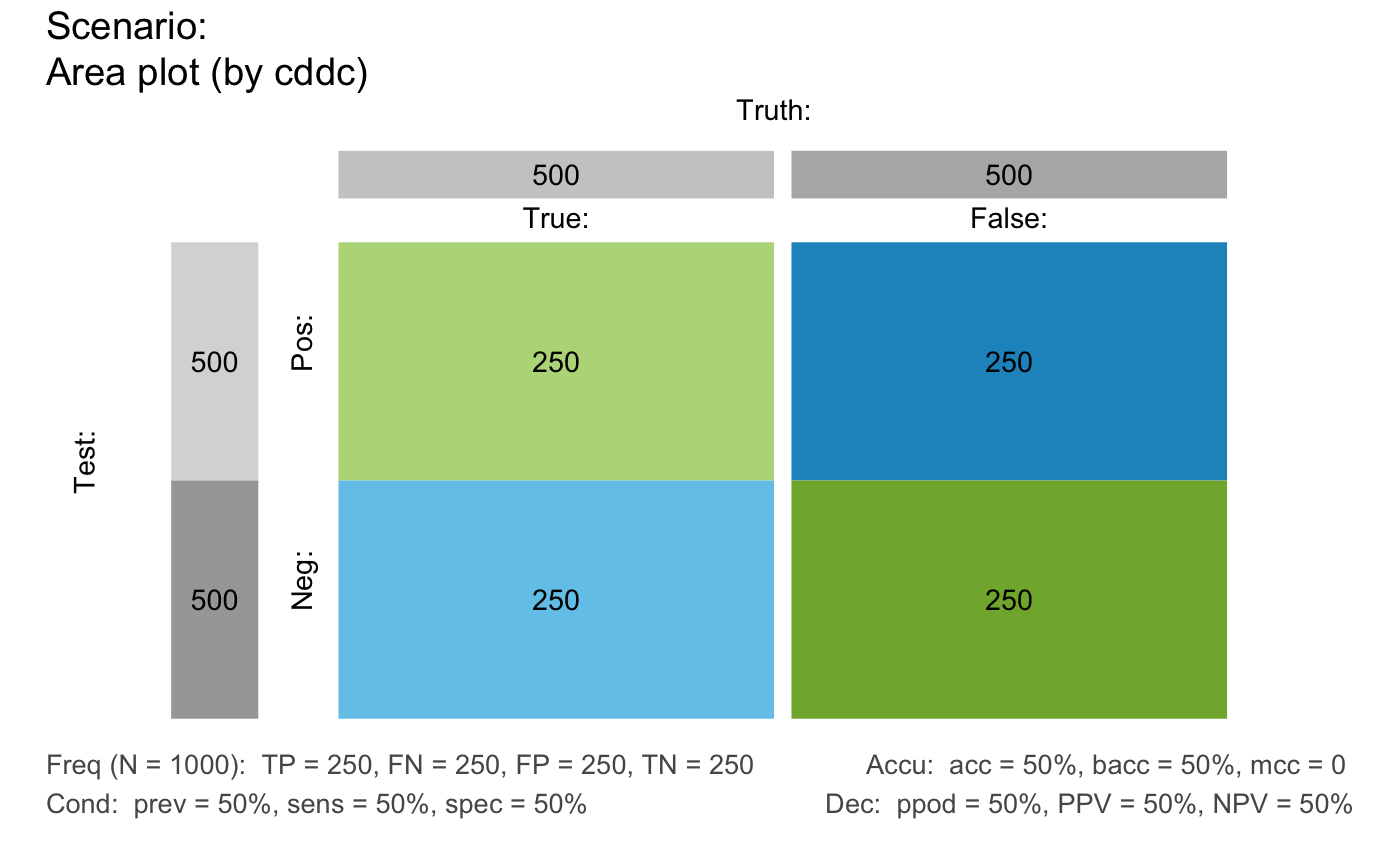 Scenario:
Area plot (by cddc)
Truth:
500 500
True: False:
500 Pos: 250 250
Test:
500 Neg: 250 250
Freq (N = 1000):  TP = 250, FN = 250, FP = 250, TN = 250 Accu:  acc = 50%, bacc = 50%, mcc = 0
Cond:  prev = 50%, sens = 50%, spec = 50% Dec:  ppod = 50%, PPV = 50%, NPV = 50%